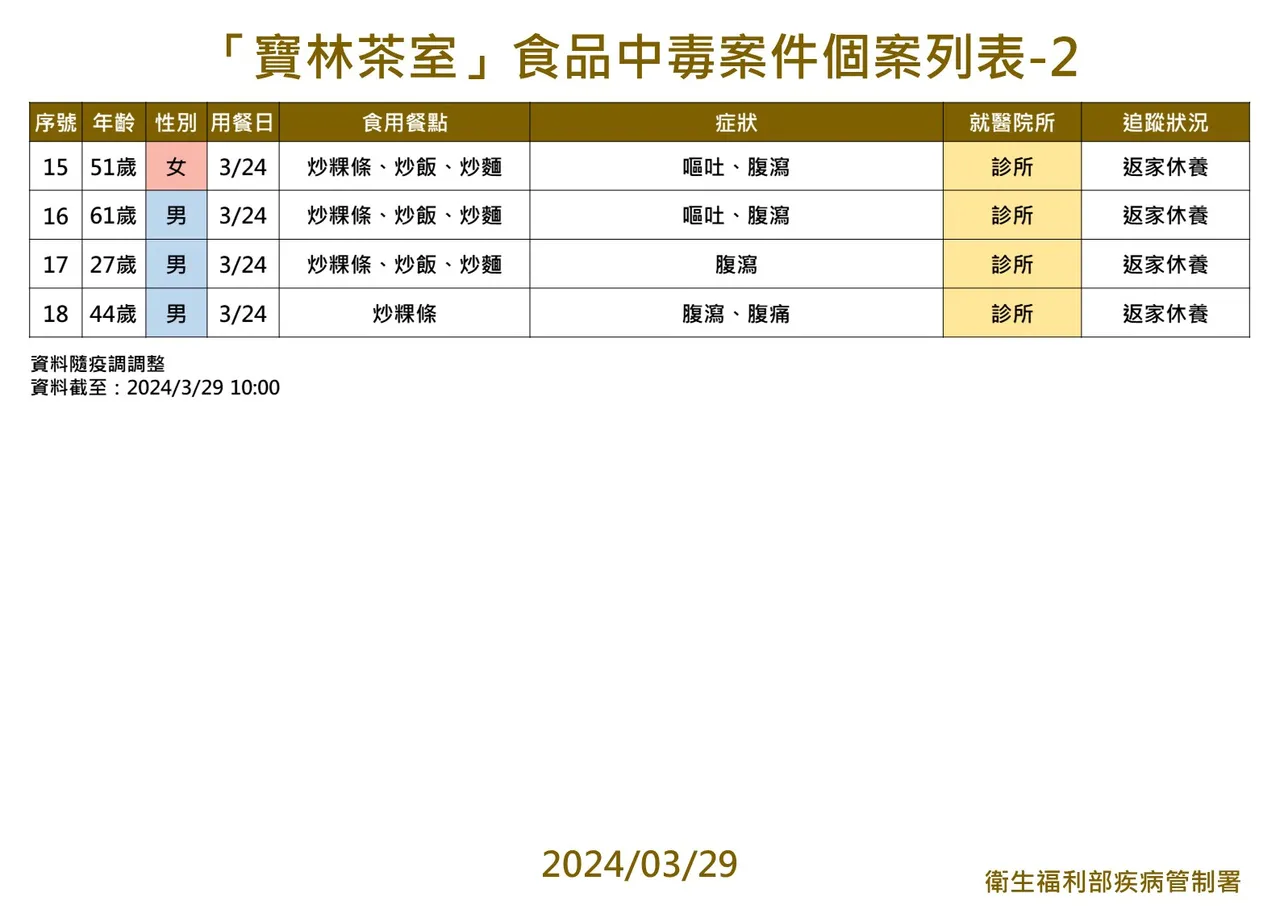 「寶林茶室」食品中毒案件個案列表-2
序號 年齡 性別 用餐日 食用餐點 症狀 就醫院所 追蹤狀況
15 51歲 女 3/24 炒粿條、炒飯、炒麵 嘔吐、腹瀉 診所 返家休養
16 61歲 男 3/24 炒粿條、炒飯、炒麵 嘔吐、腹瀉 診所 返家休養
17 27歲 男 3/24 炒粿條、炒飯、炒麵 腹瀉 診所 返家休養
18 44歲 男 3/24 炒粿條 腹瀉、腹痛 診所 返家休養
資料隨疫調調整
資料截至：2024/3/29 10:00
2024/03/29
衛生福利部疾病管制署